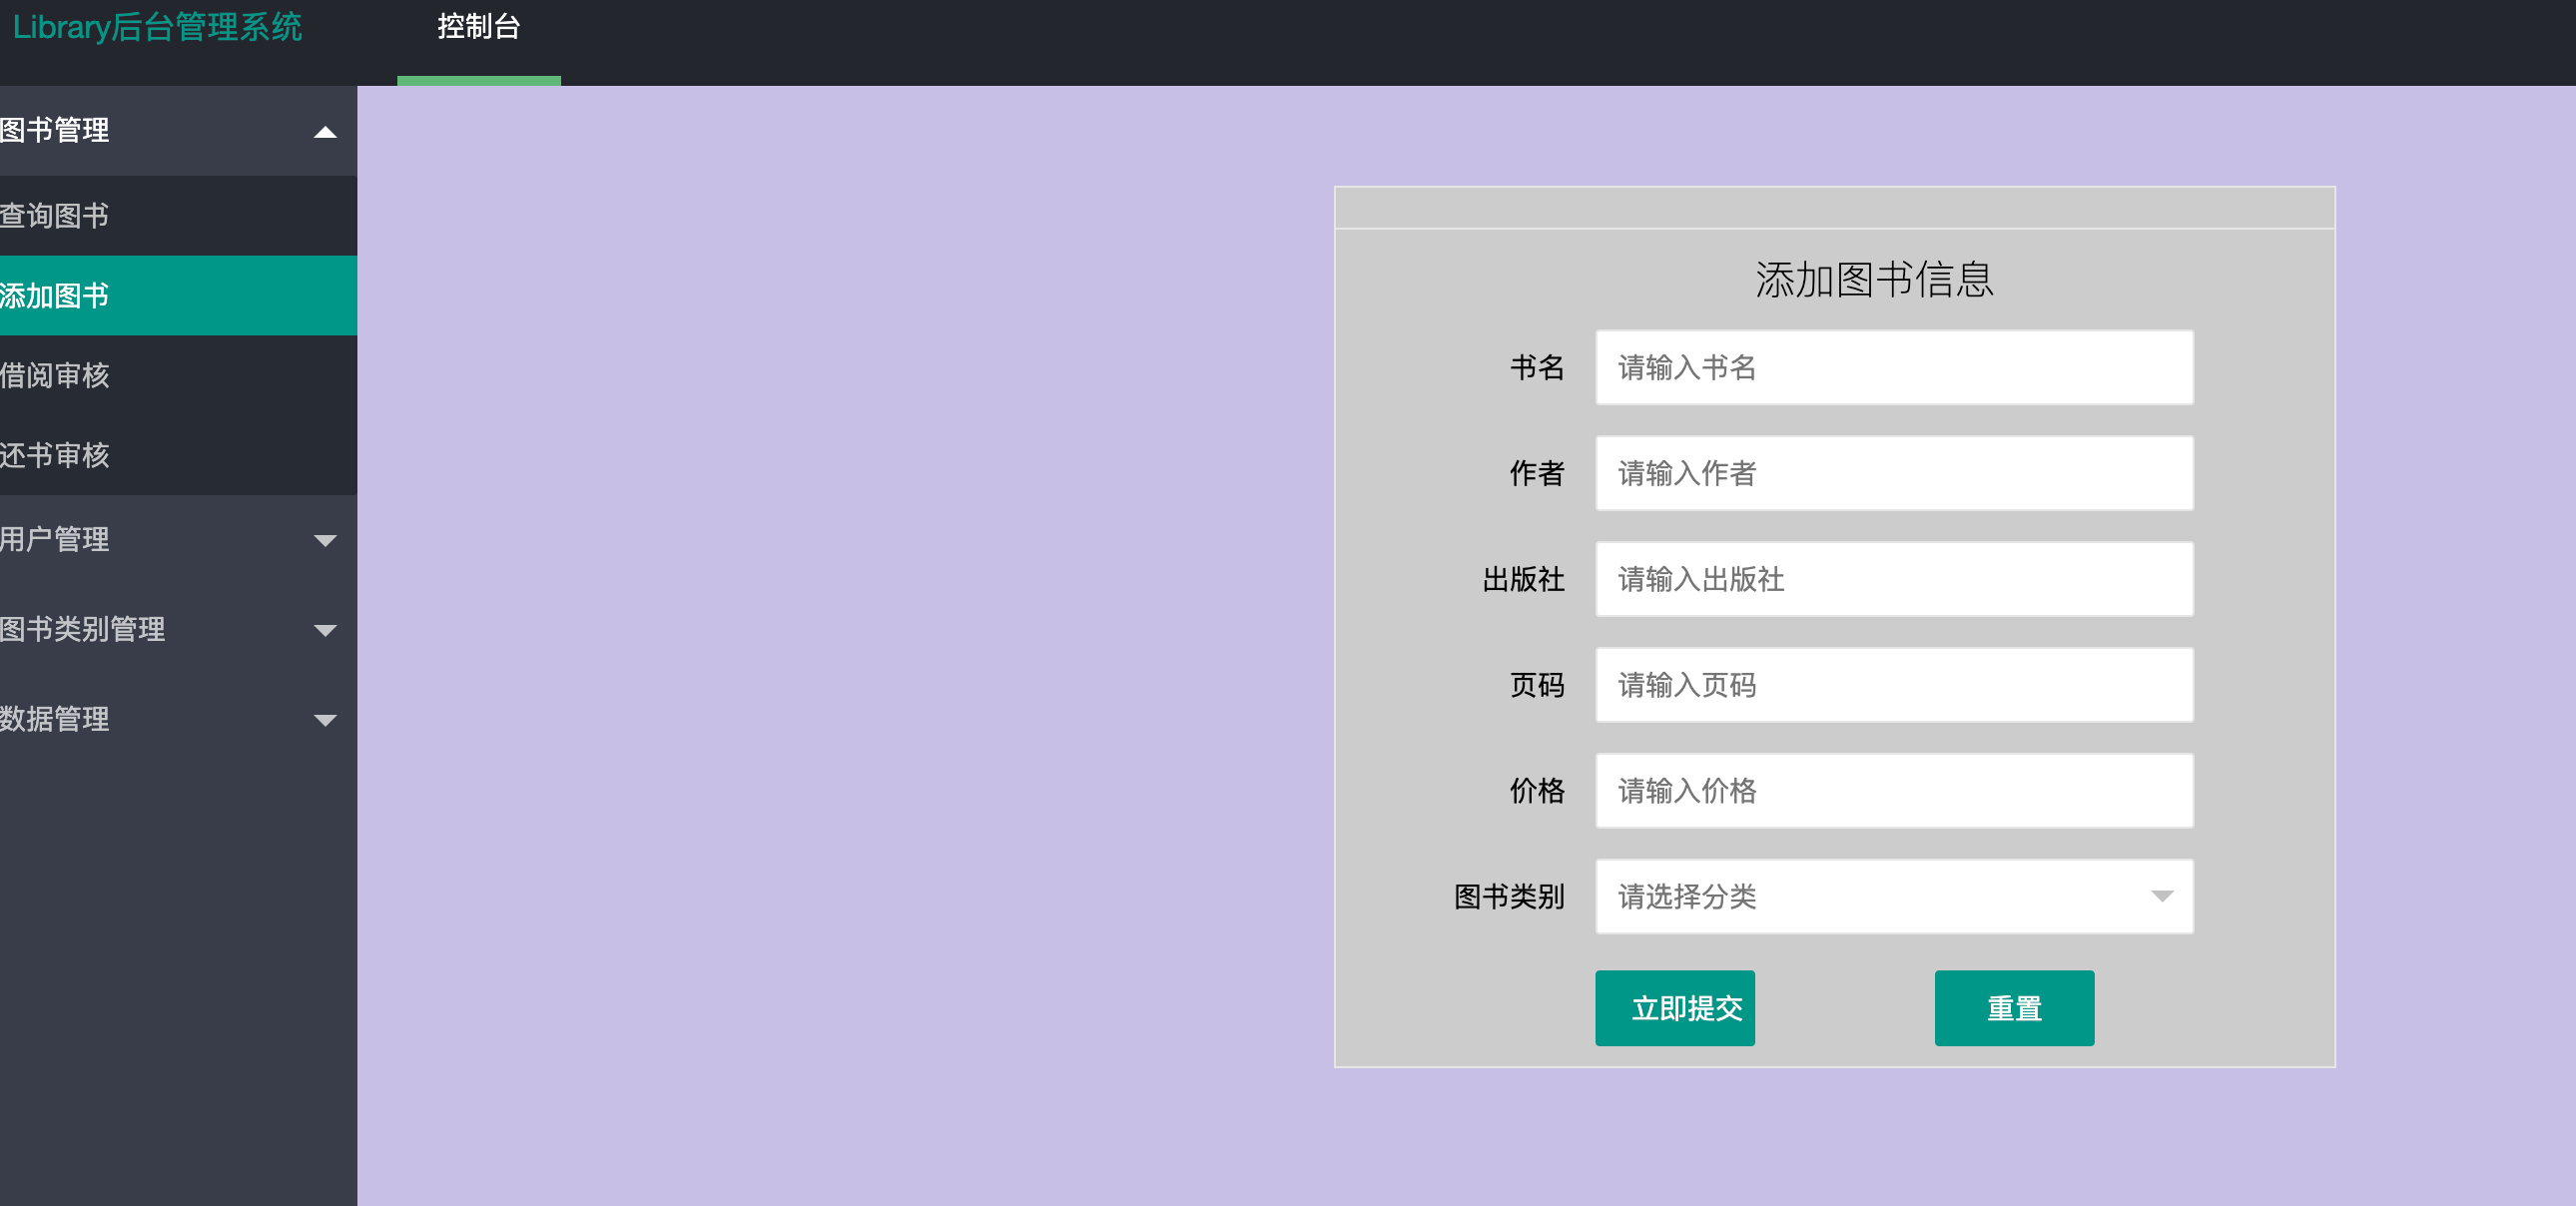 Library后台管理系统
控制台
图书管理
查询图书
添加图书
借阅审核
还书审核
用户管理
图书类别管理
数据管理
添加图书信息
书名 请输入书名
作者 请输入作者
出版社 请输入出版社
页码 请输入页码
价格 请输入价格
图书类别 请选择分类
立即提交 重置